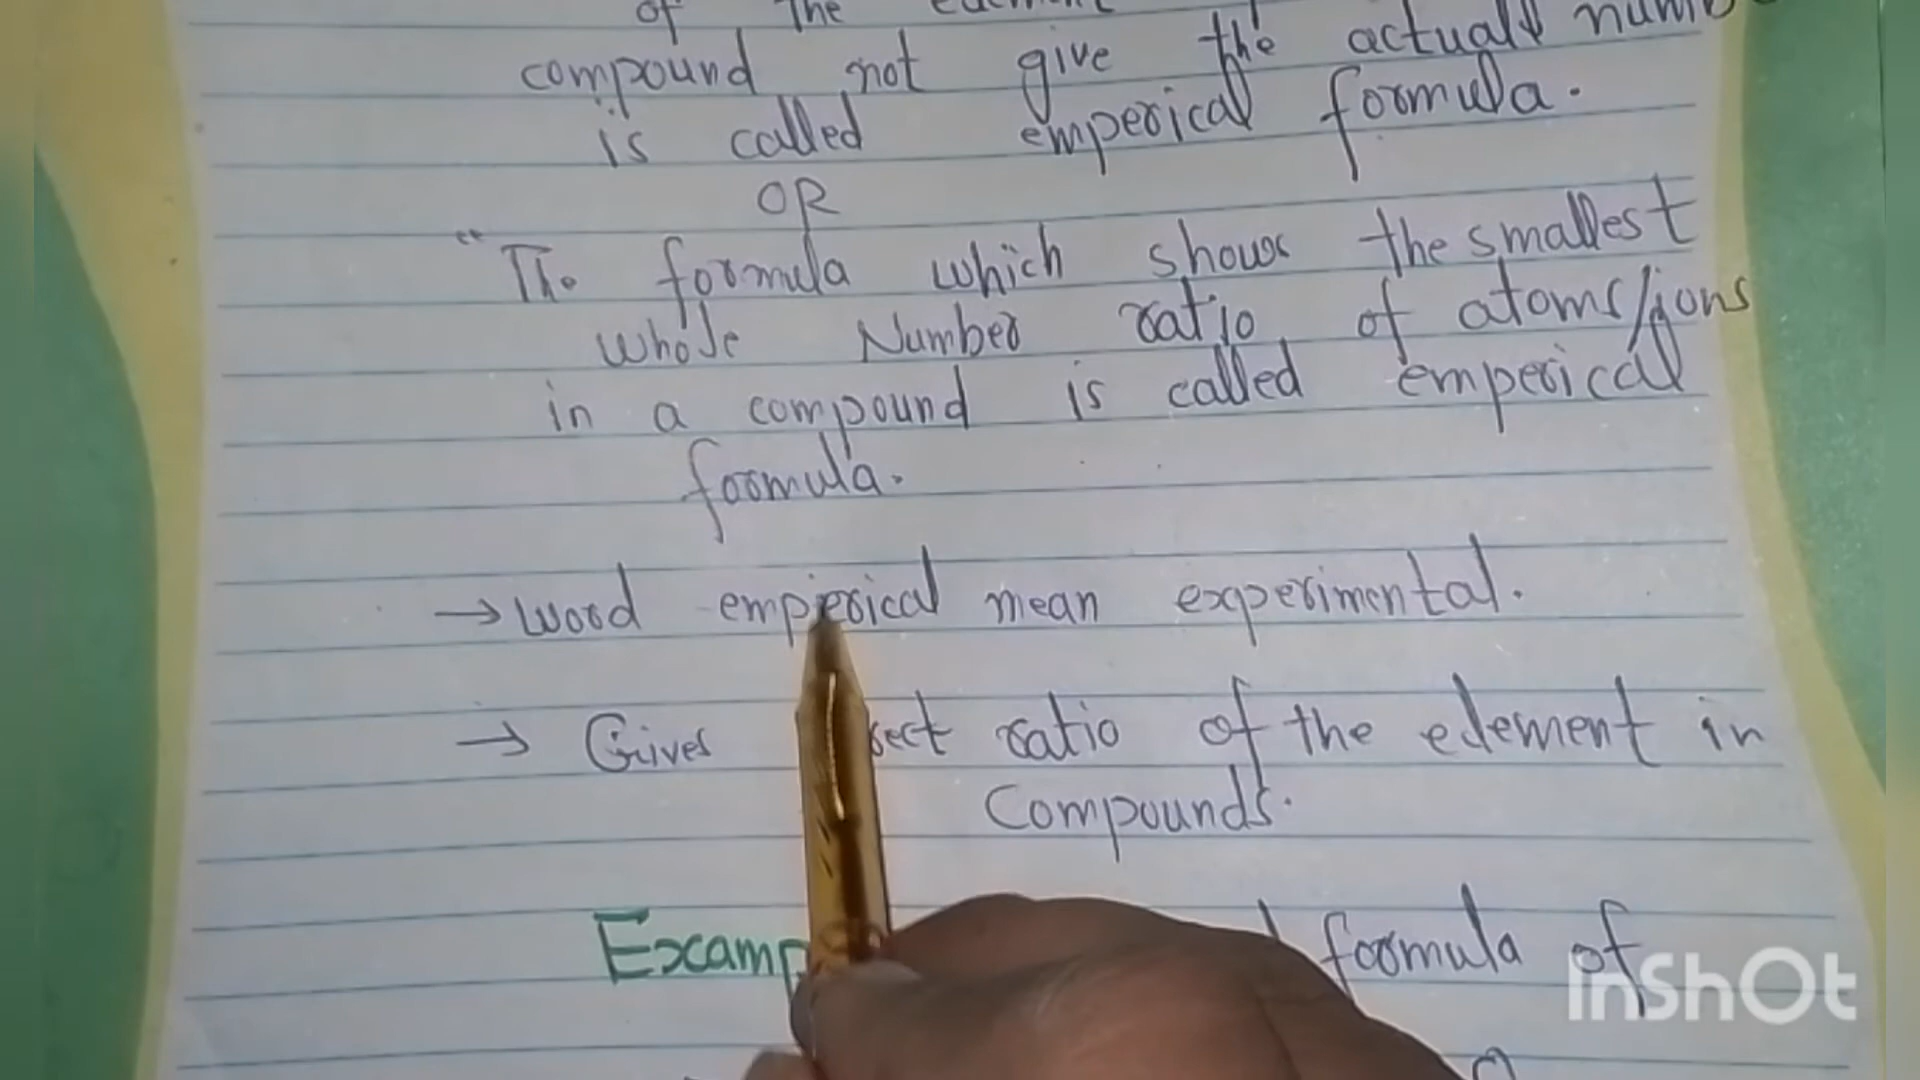 of the
compound not give the actual
is called emperical formula.
OR
"The formula which shows the smallest
whole Number ratio of atoms/ions
in a compound is called emperical
formula.
→ word emperical mean experimental.
→ Gives ratio of the element in
Compounds.
formula of
InShOt